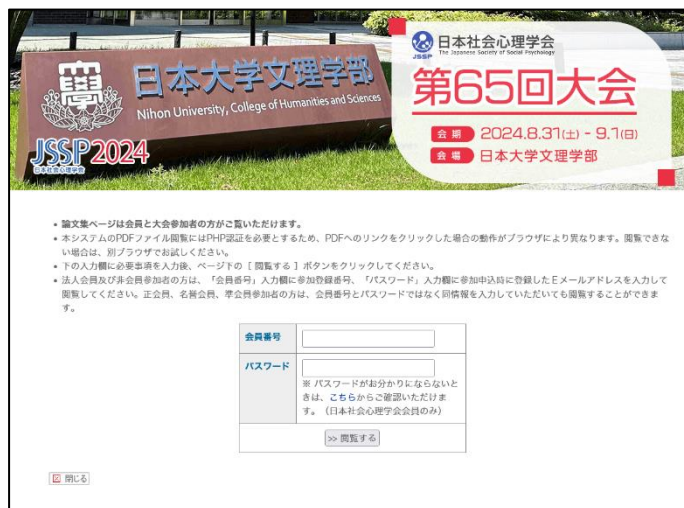 日本大学文理学部
Nihon University, College of Humanities and Sciences
JSSP2024
日本社会心理学会
JSSP
日本社会心理学会
The Japanese Society of Social Psychology
第65回大会
会期 2024.8.31(土) - 9.1(日)
会場 日本大学文理学部
• 論文集ページは会員と大会参加者の方がご覧いただけます。
• 本システムのPDFファイル閲覧にはPHP認証を必要とするため、PDFへのリンクをクリックした場合の動作がブラウザにより異なります。閲覧できな
い場合は、別ブラウザでお試しください。
• 下の入力欄に必要事項を入力後、ページ下の [ 閲覧する ] ボタンをクリックしてください。
• 法人会員及び非会員参加者の方は、「会員番号」入力欄に参加登録番号、「パスワード」入力欄に参加申込時に登録したEメールアドレスを入力して
閲覧してください。正会員、名誉会員、準会員参加者の方は、会員番号とパスワードではなく同情報を入力していただいても閲覧することができま
す。
会員番号
パスワード
※ パスワードがお分かりにならないと
きは、こちらからご確認いただけま
す。（日本社会心理学会会員のみ）
>> 閲覧する
閉じる